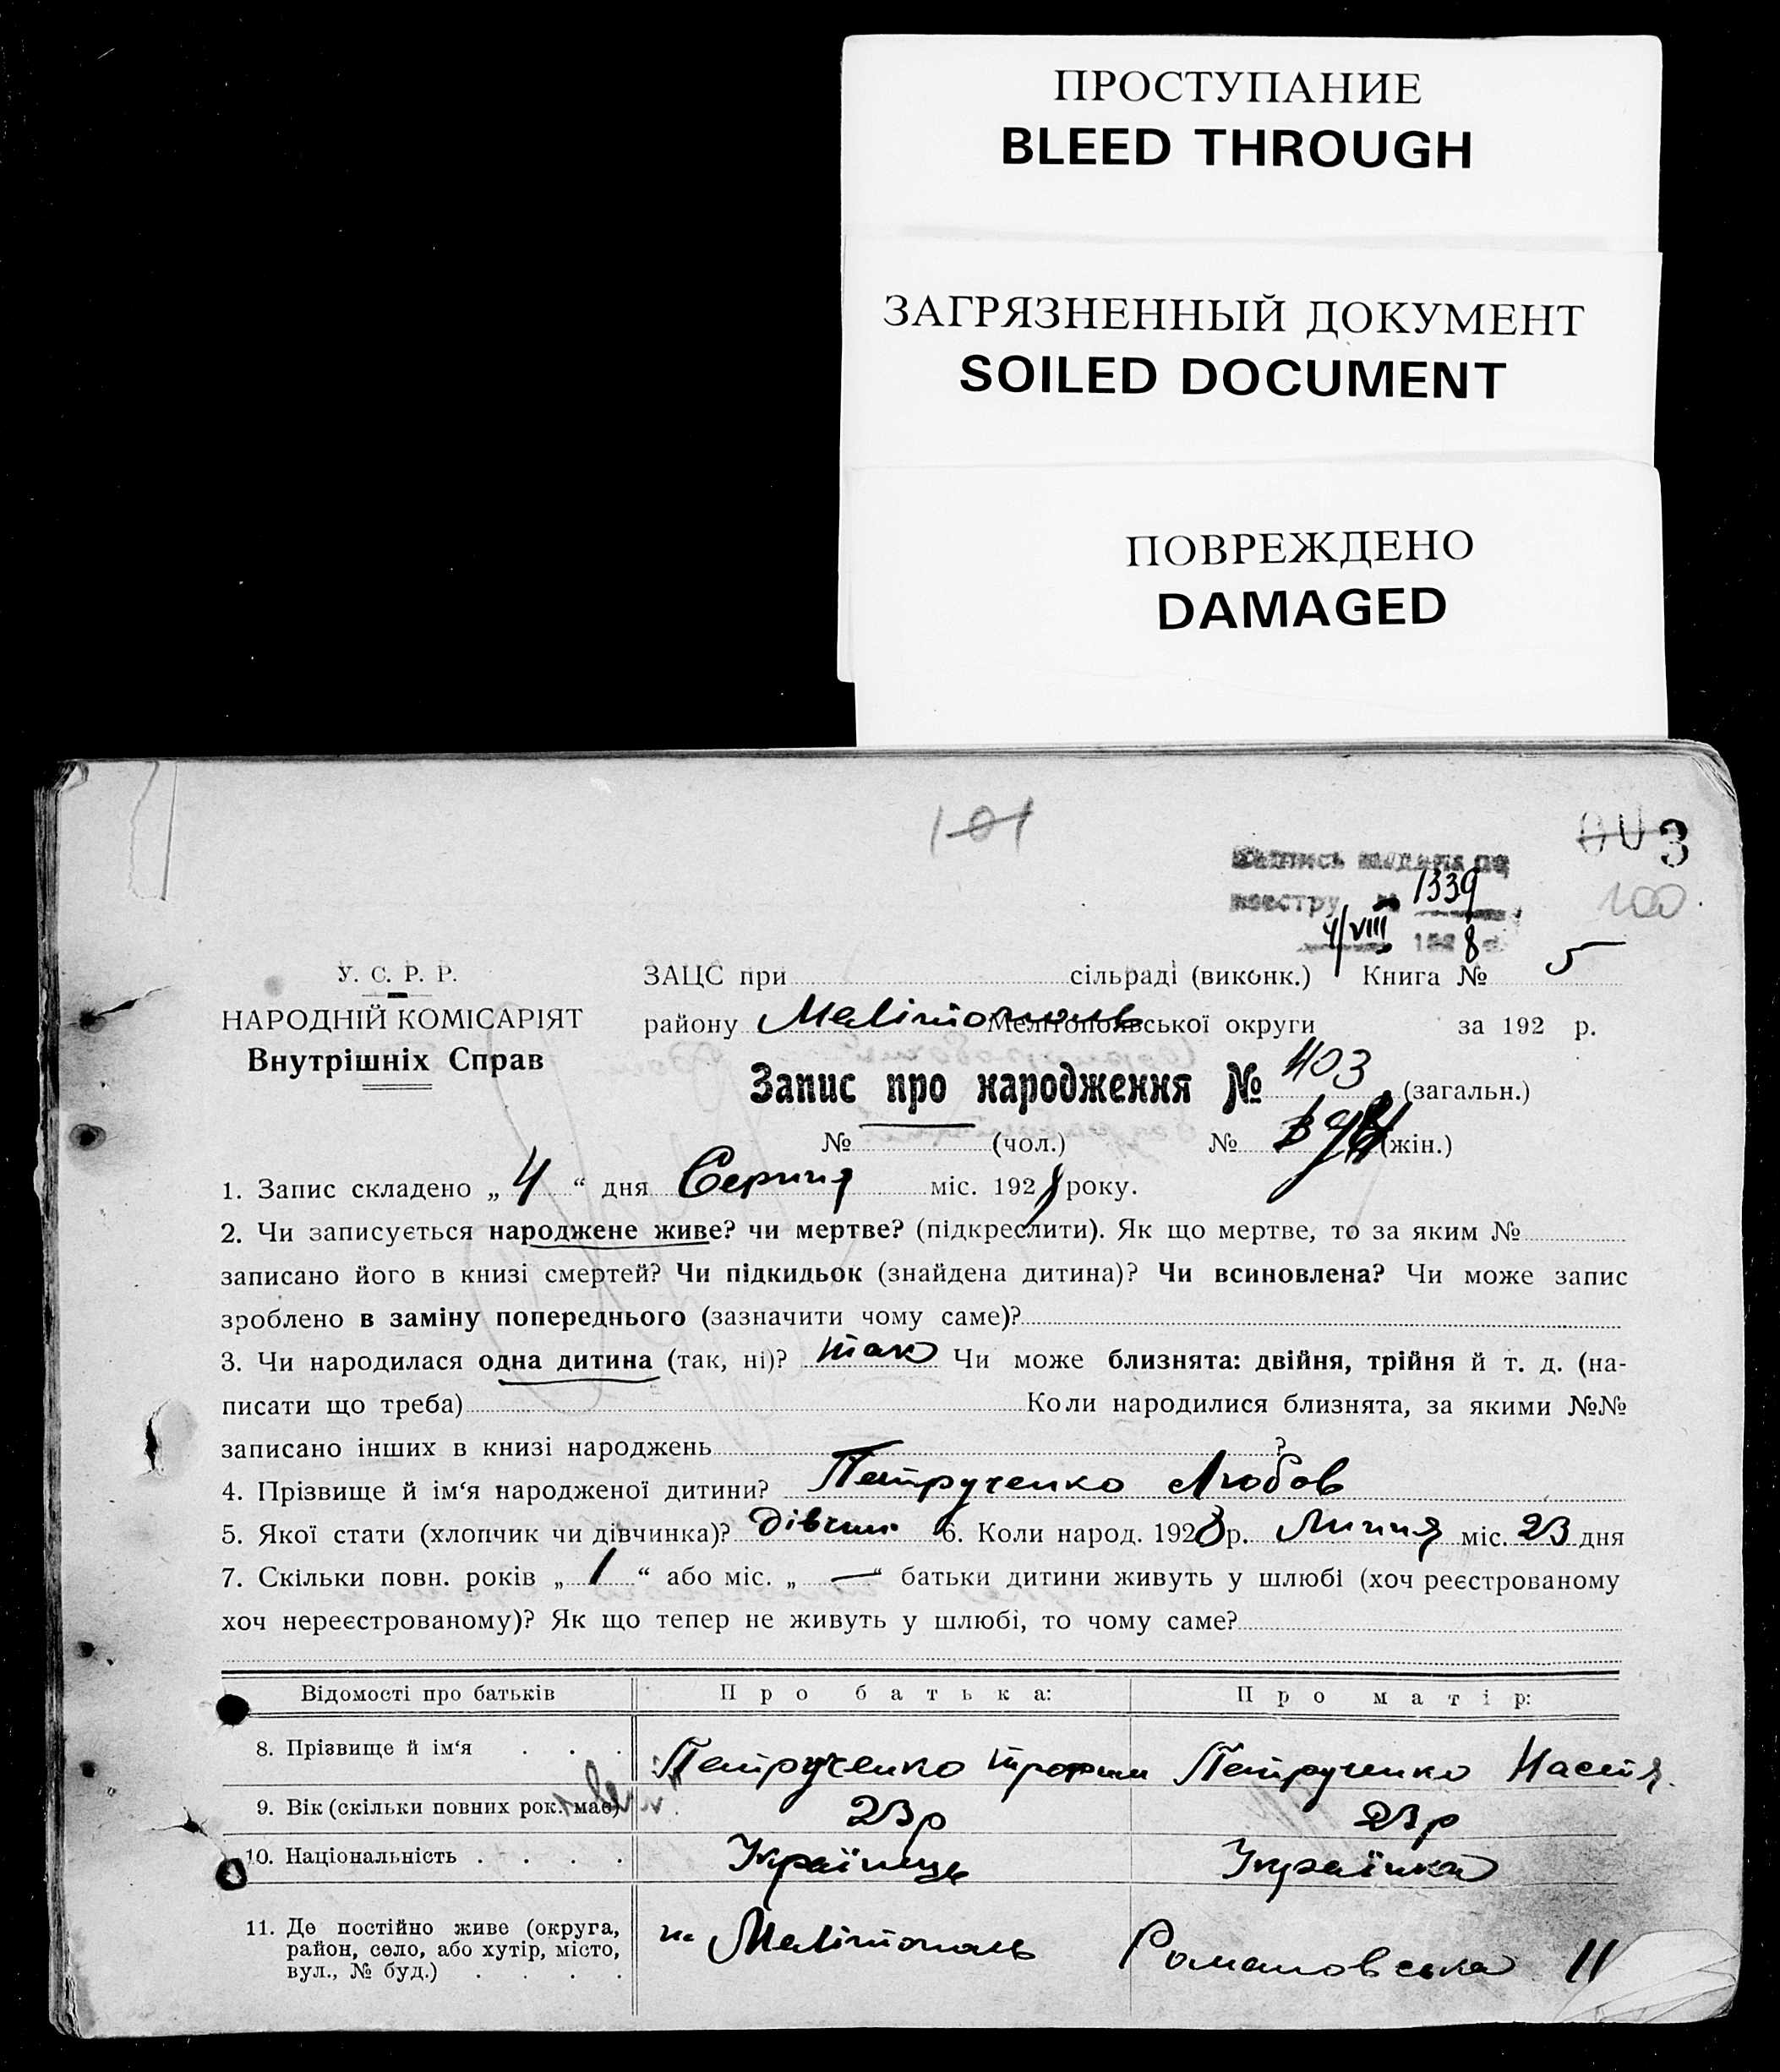 ПРОСТУПАНИЕ
BLEED THROUGH
ЗАГРЯЗНЕННЫЙ ДОКУМЕНТ
SOILED DOCUMENT
ПОВРЕЖДЕНО
DAMAGED
101
003
1339
100
4/VIII 8
У. С. Р. Р.
ЗАЦС при сільраді (виконк.) Книга № 5
НАРОДНІЙ КОМІСАРІЯТ
району Мелітополь Мелітопольської округи за 192 р.
Внутрішніх Справ
Запис про народження № 403 (загальн.)
№ — (чол.) № (жін.)
1. Запис складено „ 4 “ дня Серпня міс. 1928 року.
2. Чи записується народжене живе? чи мертве? (підкреслити). Як що мертве, то за яким №
записано його в книзі смертей? Чи підкидьок (знайдена дитина)? Чи всиновлена? Чи може запис
зроблено в заміну попереднього (зазначити чому саме)?
3. Чи народилася одна дитина (так, ні)? так Чи може близнята: двійня, трійня й т. д. (на-
писати що треба) Коли народилися близнята, за якими №№
записано інших в книзі народжень ?
4. Прізвище й ім‘я народженої дитини? Петрученко Любов
5. Якої стати (хлопчик чи дівчинка)? дівчин 6. Коли народ. 1928 р. Липня міс. 23 дня
7. Скільки повн. років „ 1 “ або міс. „ — “ батьки дитини живуть у шлюбі (хоч реєстрованому
хоч нереєстрованому)? Як що тепер не живуть у шлюбі, то чому саме?
Відомості про батьків Про батька: Про матір:
8. Прізвище й ім‘я . . . Петрученко Трофим Петрученко Настя
9. Вік (скільки повних рок. має) 23 р 23 р
10. Національність . . . . Українець Українка
11. Де постійно живе (округа,
район, село, або хутір, місто,
вул., № буд.) . . . . м Мелітополь Романовська 11